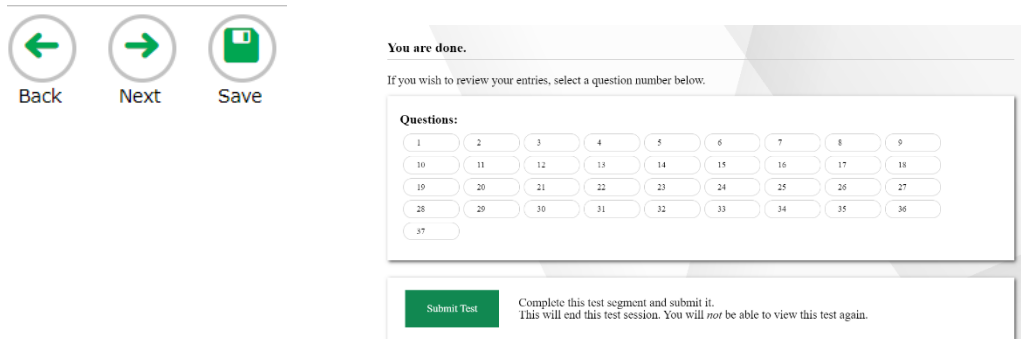 Back Next Save
You are done.
If you wish to review your entries, select a question number below.
Questions:
1 2 3 4 5 6 7 8 9
10 11 12 13 14 15 16 17 18
19 20 21 22 23 24 25 26 27
28 29 30 31 32 33 34 35 36
37
Submit Test
Complete this test segment and submit it.
This will end this test session. You will not be able to view this test again.